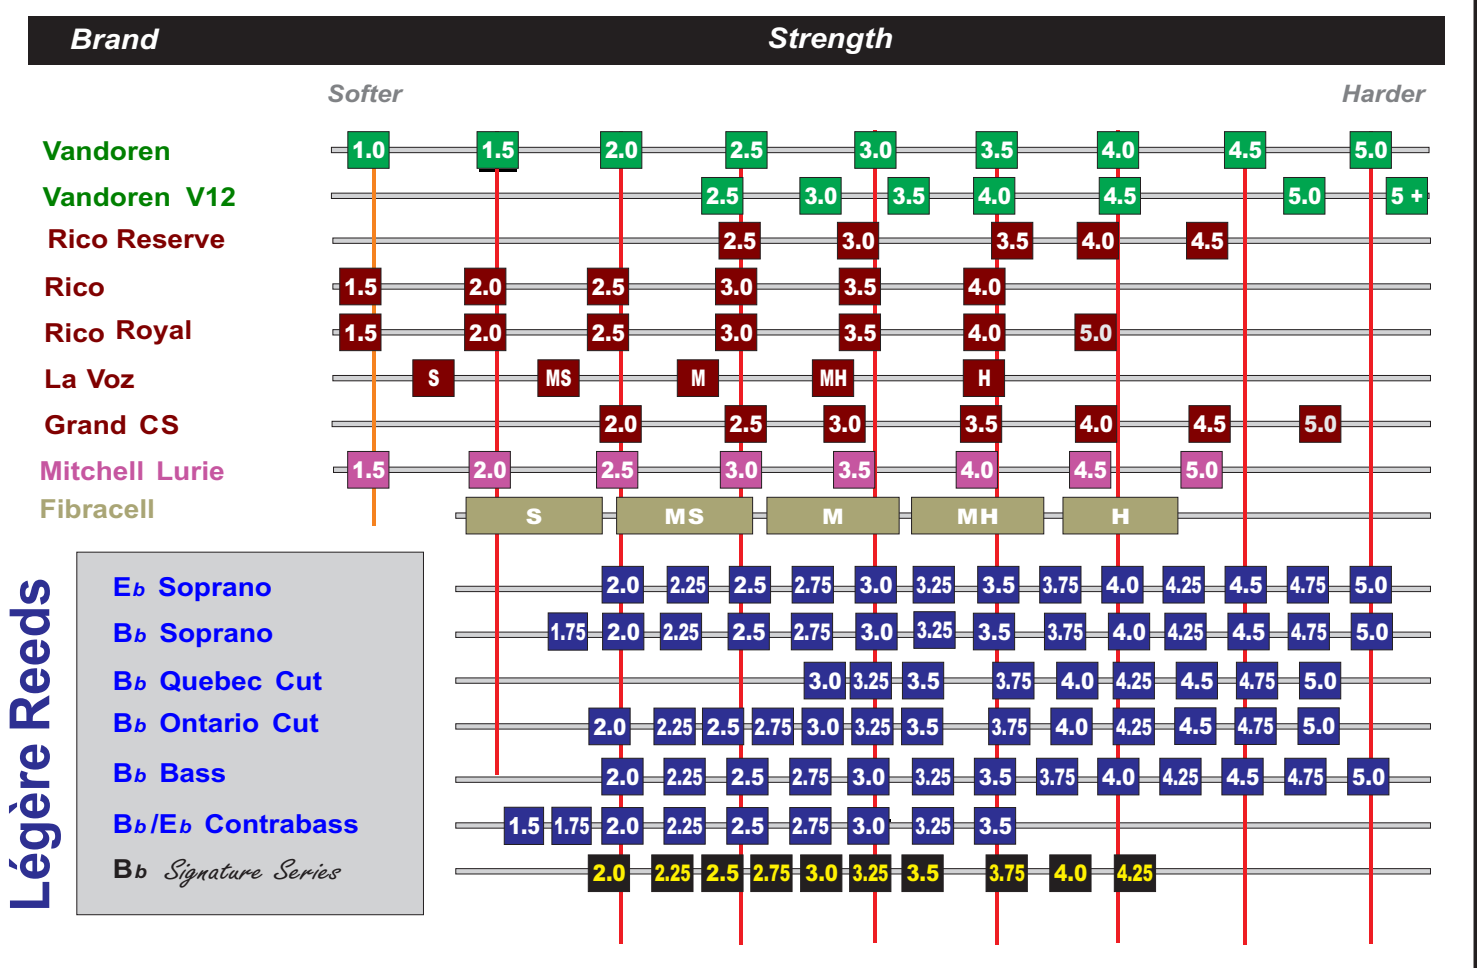 Brand Strength
Softer Harder
Vandoren 1.0 1.5 2.0 2.5 3.0 3.5 4.0 4.5 5.0
Vandoren V12 2.5 3.0 3.5 4.0 4.5 5.0 5 +
Rico Reserve 2.5 3.0 3.5 4.0 4.5
Rico 1.5 2.0 2.5 3.0 3.5 4.0
Rico Royal 1.5 2.0 2.5 3.0 3.5 4.0 5.0
La Voz S MS M MH H
Grand CS 2.0 2.5 3.0 3.5 4.0 4.5 5.0
Mitchell Lurie 1.5 2.0 2.5 3.0 3.5 4.0 4.5 5.0
Fibracell S MS M MH H
Légère Reeds
Eb Soprano 2.0 2.25 2.5 2.75 3.0 3.25 3.5 3.75 4.0 4.25 4.5 4.75 5.0
Bb Soprano 1.75 2.0 2.25 2.5 2.75 3.0 3.25 3.5 3.75 4.0 4.25 4.5 4.75 5.0
Bb Quebec Cut 3.0 3.25 3.5 3.75 4.0 4.25 4.5 4.75 5.0
Bb Ontario Cut 2.0 2.25 2.5 2.75 3.0 3.25 3.5 3.75 4.0 4.25 4.5 4.75 5.0
Bb Bass 2.0 2.25 2.5 2.75 3.0 3.25 3.5 3.75 4.0 4.25 4.5 4.75 5.0
Bb/Eb Contrabass 1.5 1.75 2.0 2.25 2.5 2.75 3.0 3.25 3.5
Bb Signature Series 2.0 2.25 2.5 2.75 3.0 3.25 3.5 3.75 4.0 4.25